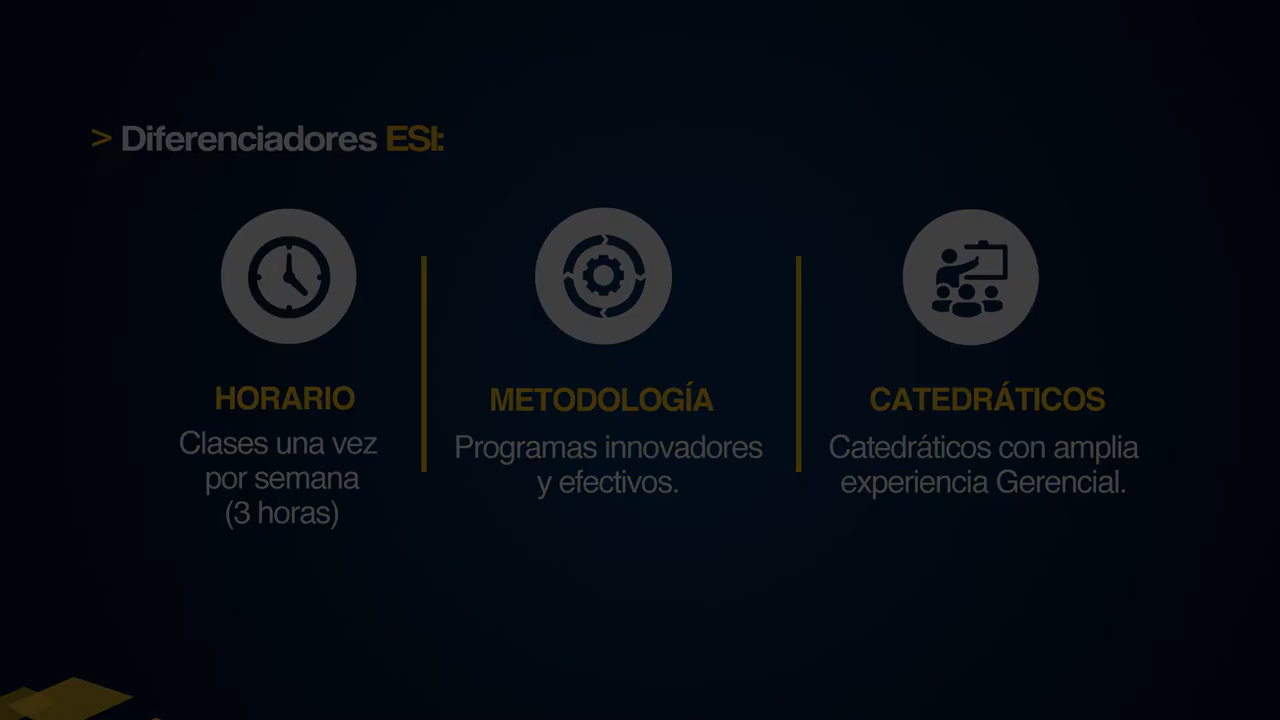 > Diferenciadores ESI:
HORARIO
Clases una vez
por semana
(3 horas)
METODOLOGÍA
Programas innovadores
y efectivos.
CATEDRÁTICOS
Catedráticos con amplia
experiencia Gerencial.